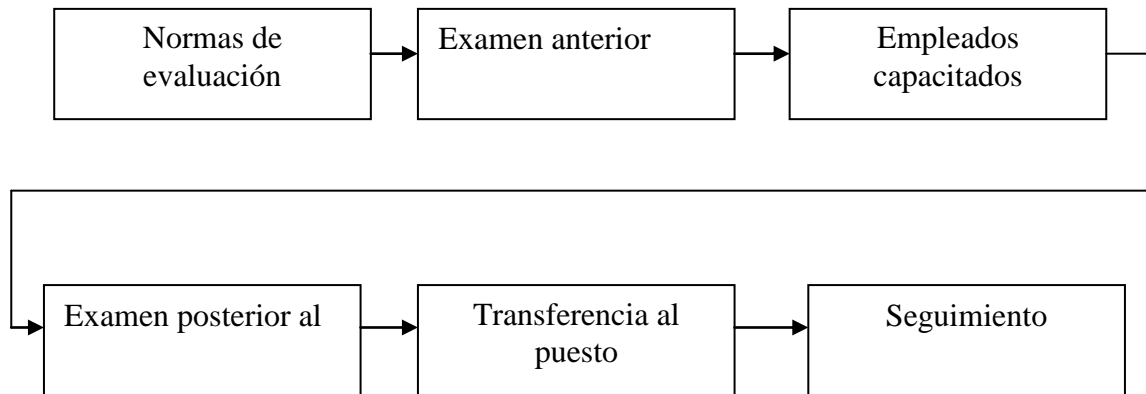 Normas de
evaluación
Examen anterior
Empleados
capacitados
Examen posterior al
Transferencia al
puesto
Seguimiento